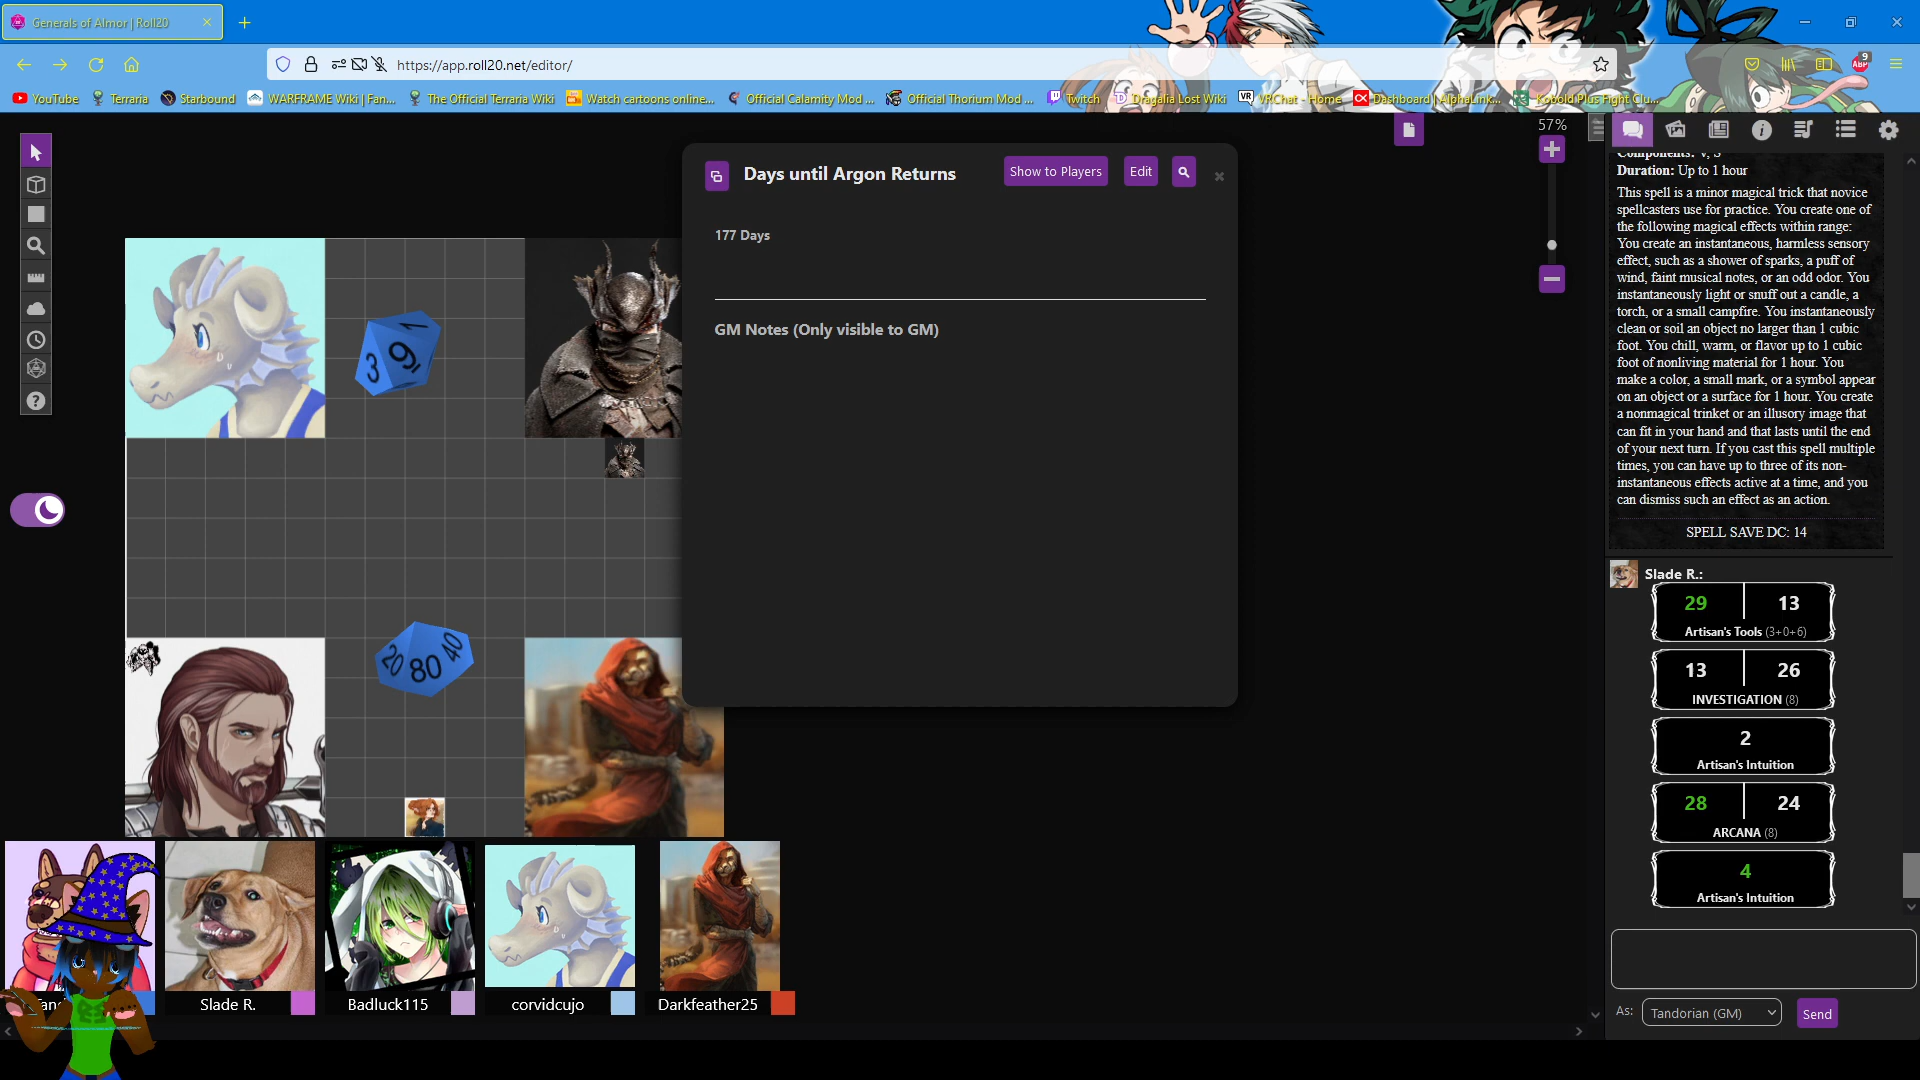 Generals of Almor | Roll20
https://app.roll20.net/editor/
9
ABP
YouTube
Terraria
Starbound
WARFRAME Wiki | Fan...
The Official Terraria Wiki
Watch cartoons online...
Official Calamity Mod ...
Official Thorium Mod ...
Twitch
Dragalia Lost Wiki
VRChat - Home
Dashboard | AlphaLink...
Kobold Plus Fight Clu...
57%
Days until Argon Returns
Show to Players
Edit
177 Days
GM Notes (Only visible to GM)
3
9
1
20
80
40
Components: V, S
Duration: Up to 1 hour
This spell is a minor magical trick that novice
spellcasters use for practice. You create one of
the following magical effects within range:
You create an instantaneous, harmless sensory
effect, such as a shower of sparks, a puff of
wind, faint musical notes, or an odd odor. You
instantaneously light or snuff out a candle, a
torch, or a small campfire. You instantaneously
clean or soil an object no larger than 1 cubic
foot. You chill, warm, or flavor up to 1 cubic
foot of nonliving material for 1 hour. You
make a color, a small mark, or a symbol appear
on an object or a surface for 1 hour. You create
a nonmagical trinket or an illusory image that
can fit in your hand and that lasts until the end
of your next turn. If you cast this spell multiple
times, you can have up to three of its non-
instantaneous effects active at a time, and you
can dismiss such an effect as an action.
SPELL SAVE DC: 14
Slade R.:
29 13
Artisan's Tools (3+0+6)
13 26
INVESTIGATION (8)
2
Artisan's Intuition
28 24
ARCANA (8)
4
Artisan's Intuition
As: Tandorian (GM) Send
Slade R.
Badluck115
corvidcujo
Darkfeather25